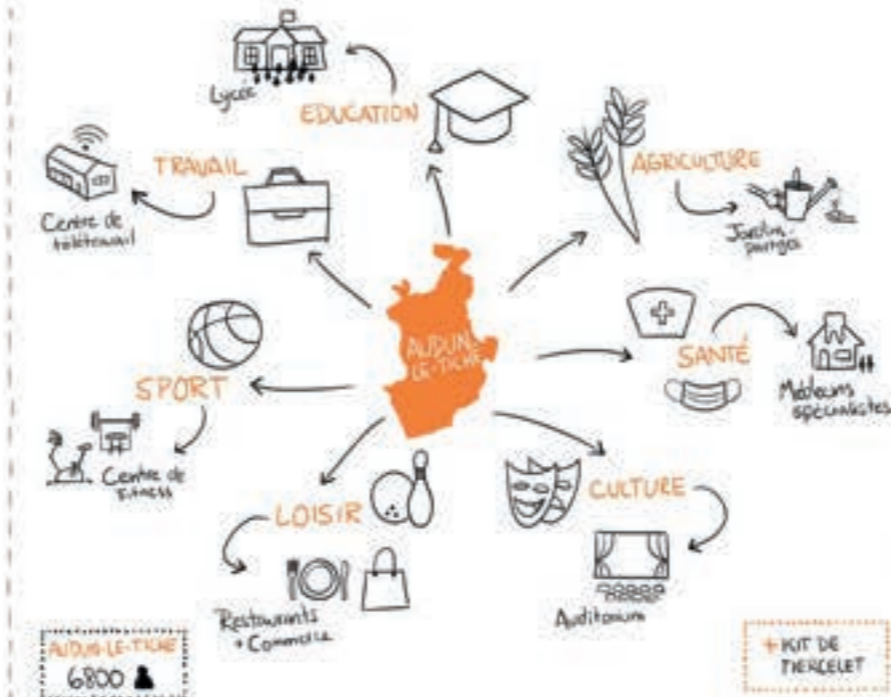 Lycée
EDUCATION
TRAVAIL
Centre de
télétravail
AGRICULTURE
Jardin
partagé
AUDUN-
LE-TICHE
SANTÉ
Médecins
spécialistes
SPORT
Centre de
Fitness
LOISIR
Restaurants
+ Commerce
CULTURE
Auditorium
AUDUN-LE-TICHE
6800
+ KIT DE
TIERCELET